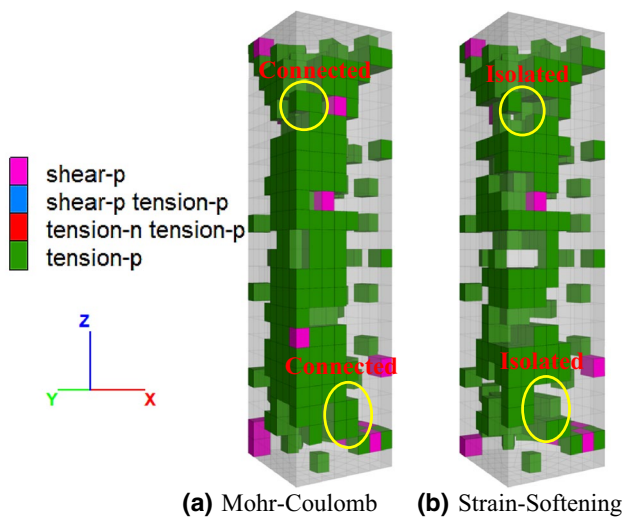 Connected
Isolated
shear-p
shear-p tension-p
tension-n tension-p
tension-p
Z
Y
X
Connected
Isolated
(a) Mohr-Coulomb
(b) Strain-Softening